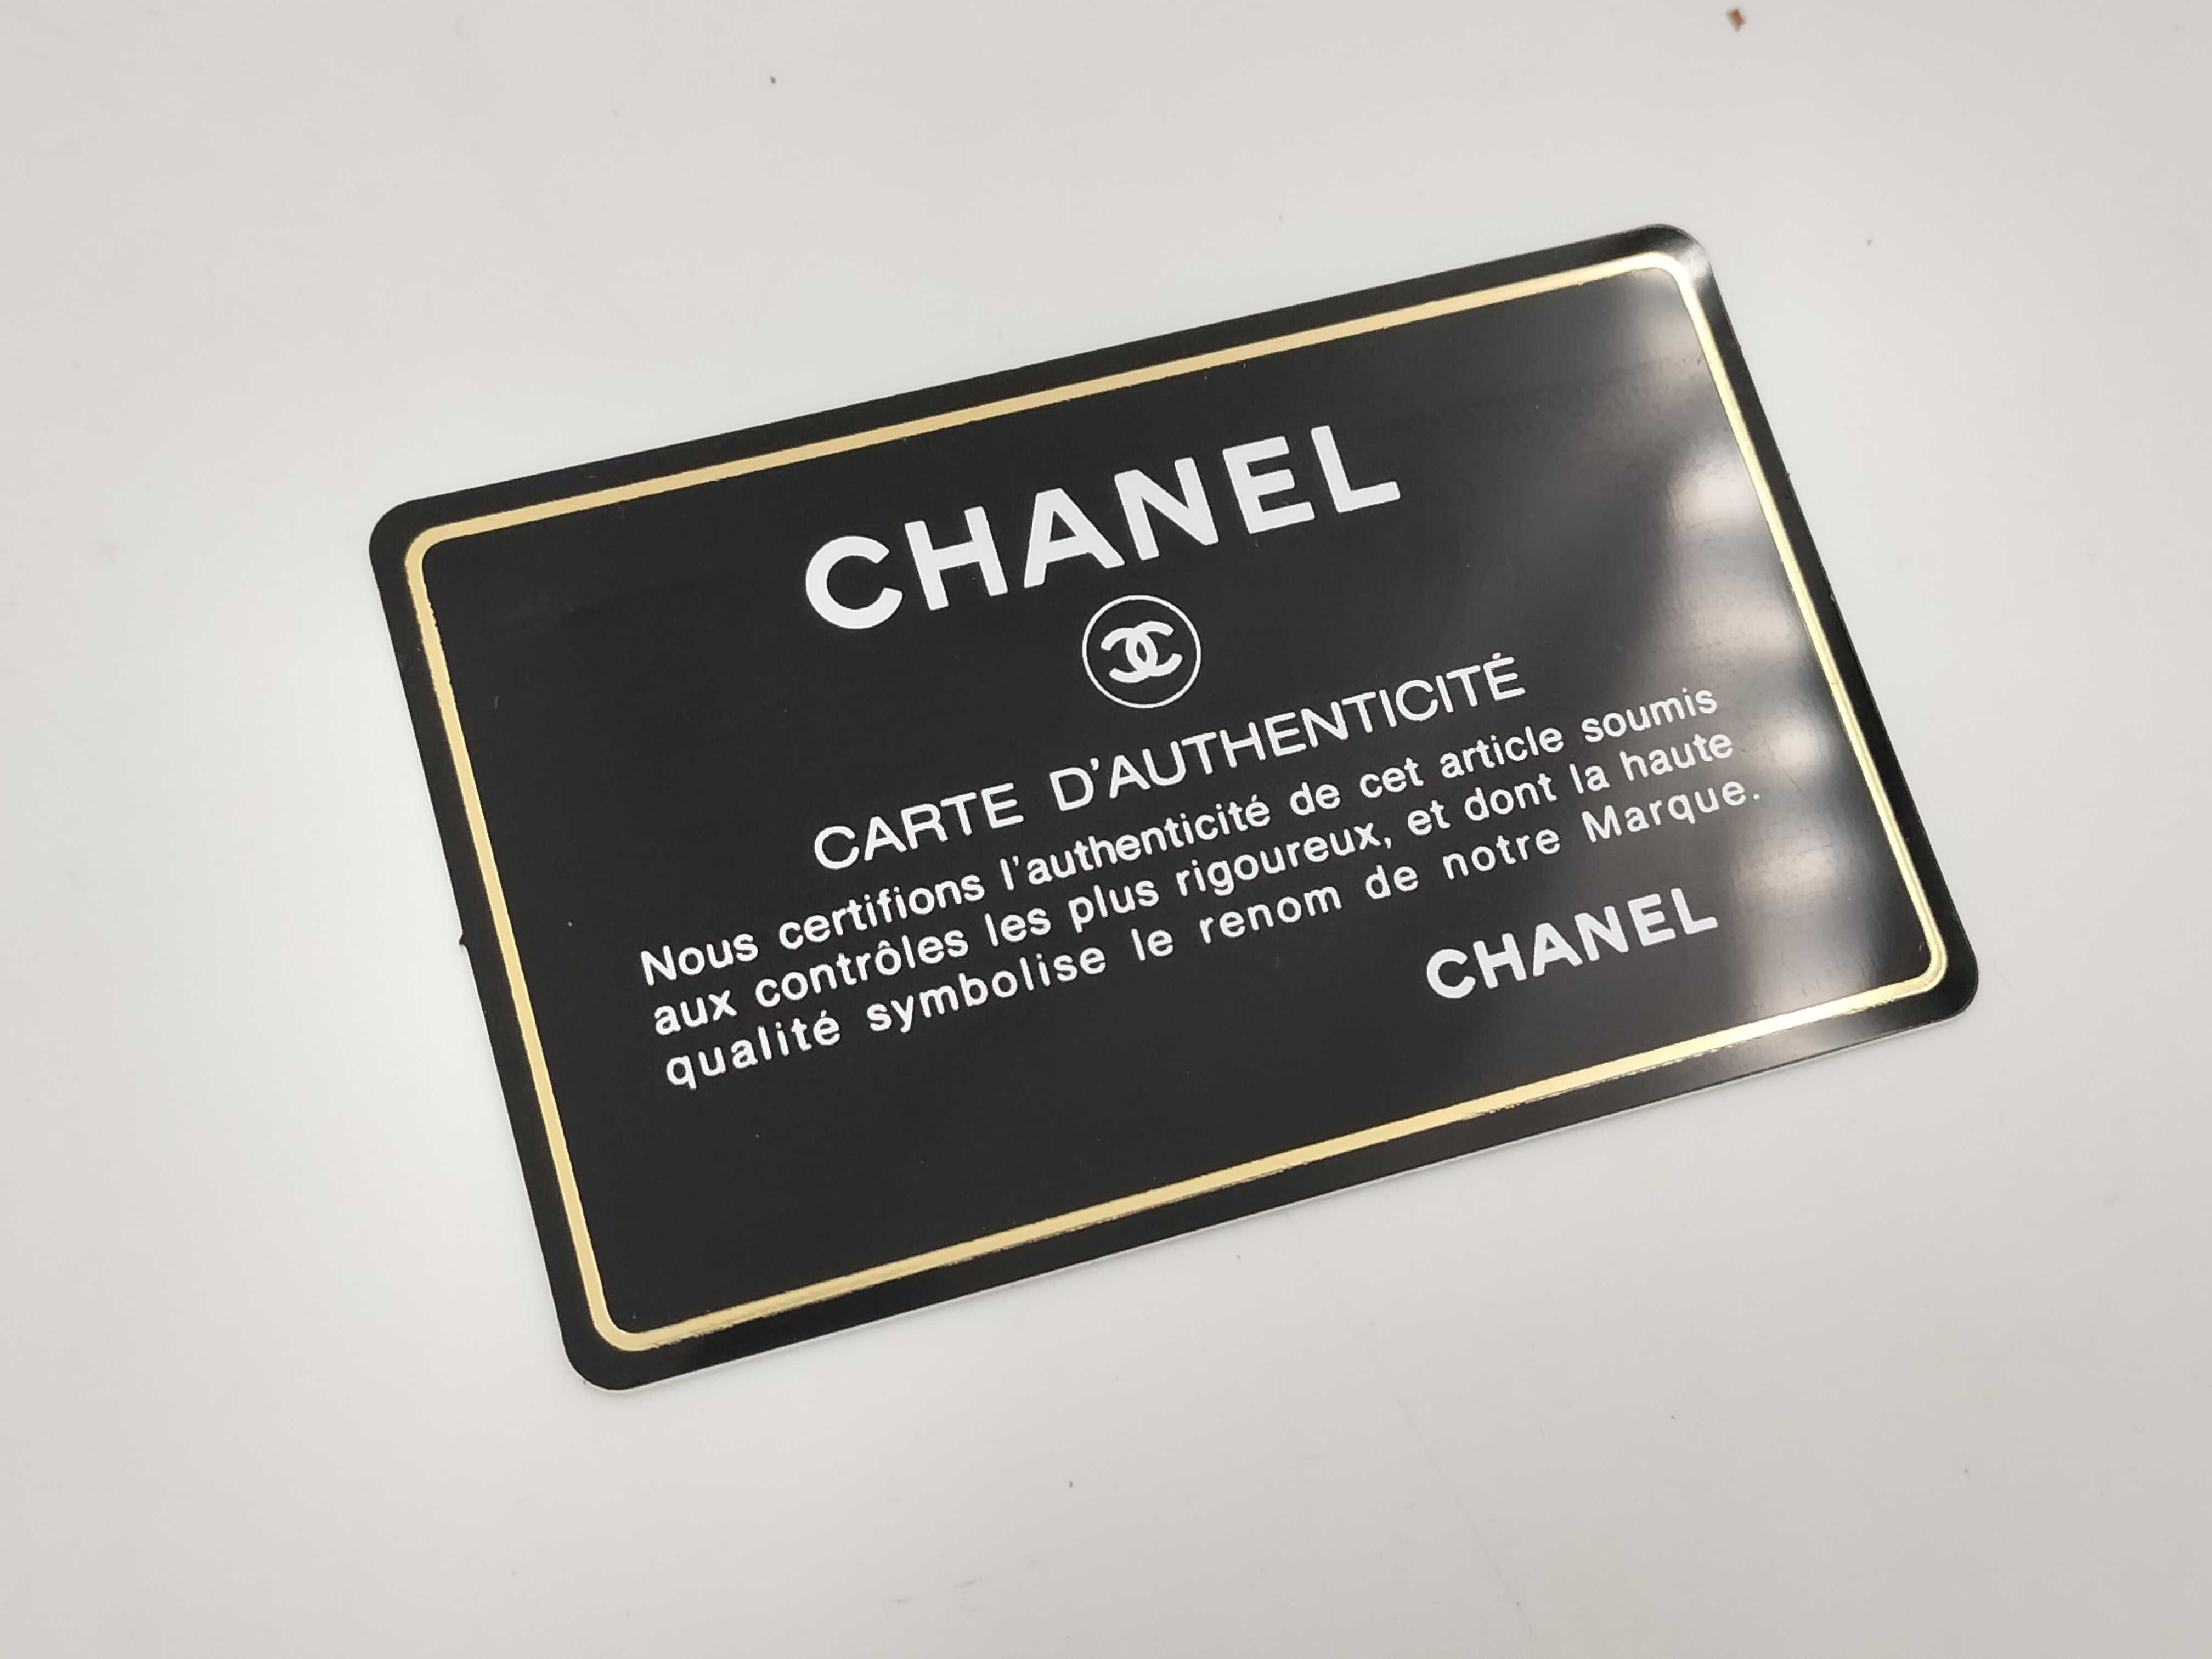 CHANEL
CARTE D'AUTHENTICITÉ
Nous certifions l'authenticité de cet article soumis
aux contrôles les plus rigoureux, et dont la haute
qualité symbolise le renom de notre Marque.
CHANEL